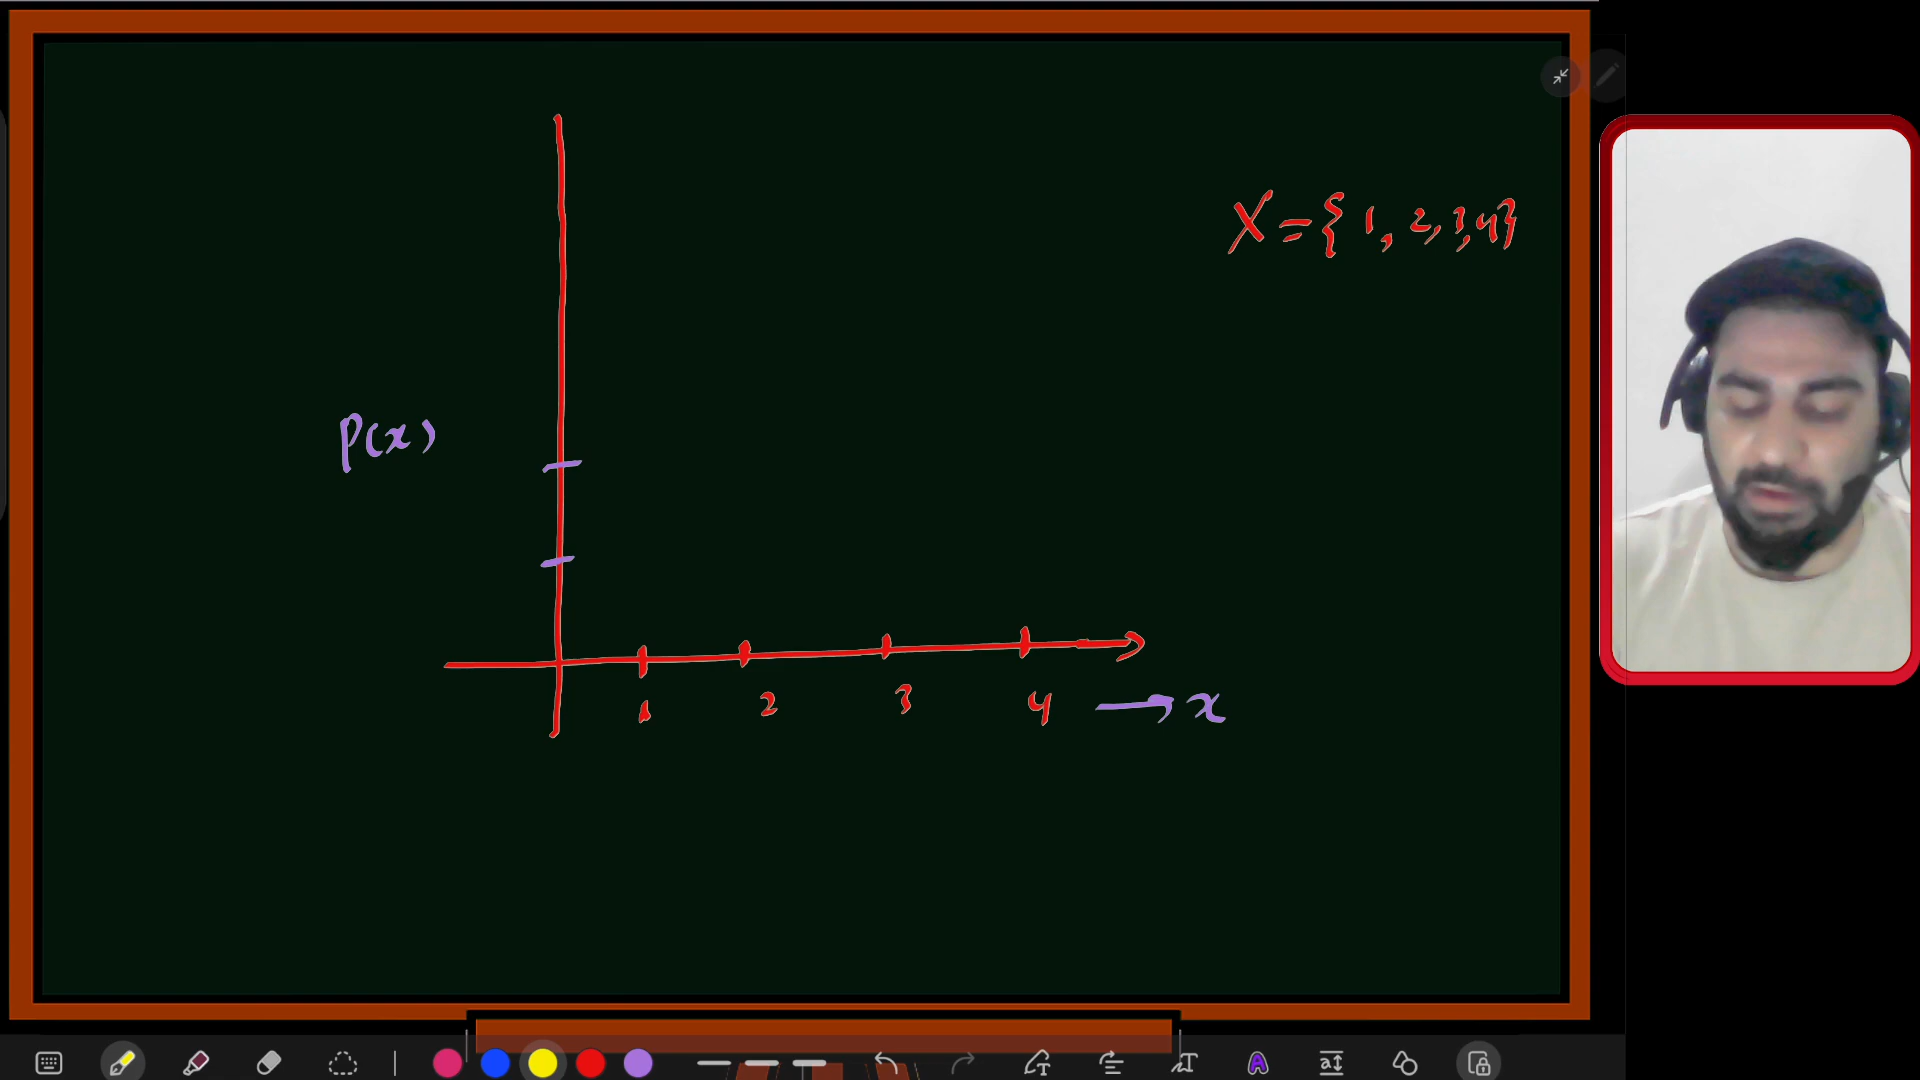 X = { 1, 2, 3, 4 }
P(x)
1 2 3 4 → x